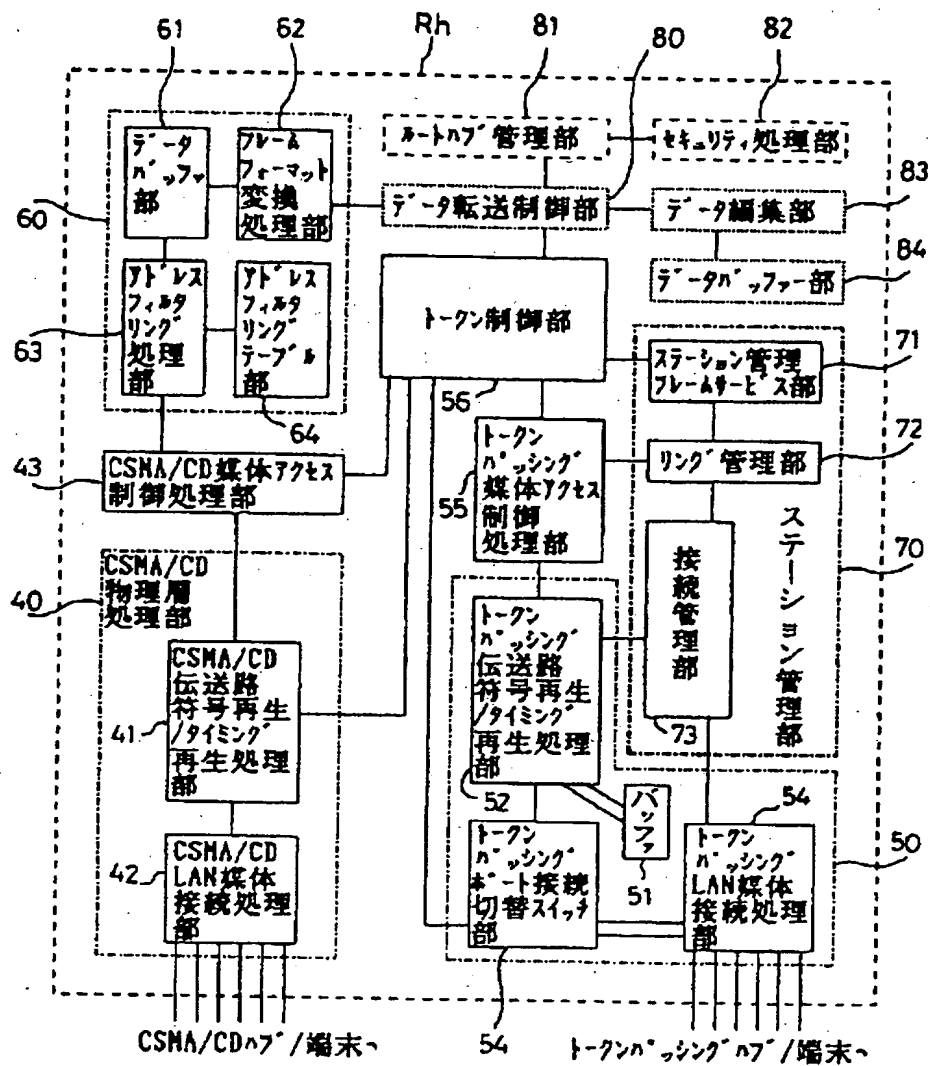 61
62
Rh
81
80
82
データ
バッファ
部
フレーム
フォーマット
変換
処理部
ルートハブ管理部
セキュリティ処理部
83
60
データ転送制御部
データ編集部
84
データバッファー部
アドレス
フィルタ
リング
処理
部
アドレス
フィルタ
リング
テーブル
部
トークン制御部
63
64
56
71
ステーション管理
フレームサービス部
72
43
CSMA/CD媒体アクセス
制御処理部
55
トークン
パッシング
媒体アクセス
制御
処理部
リング管理部
ステーション管理部
70
接続管理部
73
40
CSMA/CD
物理層
処理部
41
CSMA/CD
伝送路
符号再生
/タイミング
再生処理
部
トークン
パッシング
伝送路
符号再生
/タイミング
再生処理
部
52
バッファ
51
54
50
42
CSMA/CD
LAN媒体
接続処理
部
トークン
パッシング
ポート接続
切替スイッチ
部
トークン
パッシング
LAN媒体
接続処理
部
54
CSMA/CDハブ/端末へ
トークンパッシングハブ/端末へ